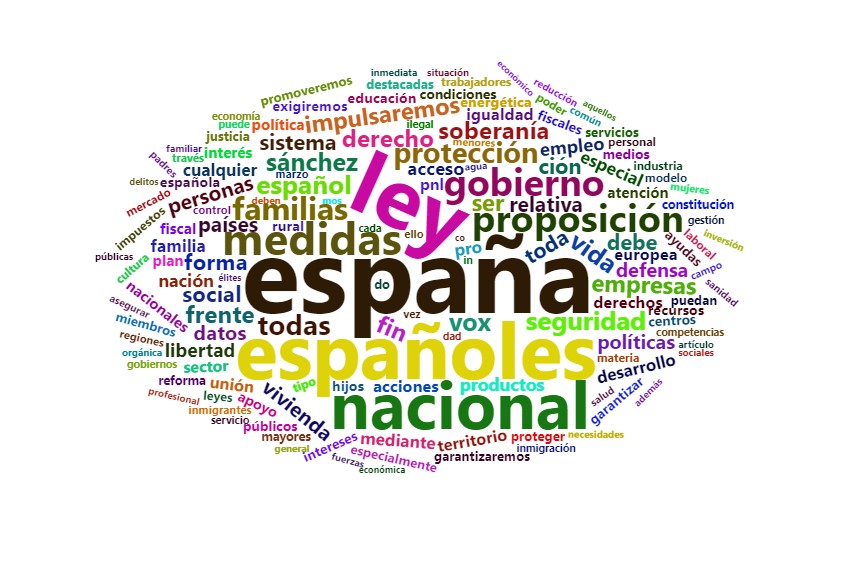 económico
inmediata
situación
destacadas
trabajadores
reducción
aquellos
promoveremos
educación
condiciones
energética
poder
común
exigiremos
impulsaremos
igualdad
fiscales
servicios
economía
puede
política
ilegal
soberanía
justicia
sistema
derecho
menores
empleo
personal
familiar
través
interés
sánchez
protección
ción
especial
medios
industria
padres
cualquier
marzo
acceso
agua
modelo
delitos
española
personas
español
pnl
gobierno
atención
mujeres
mercado
control
deben
mos
ley
ser
relativa
constitución
impuestos
familias
proposición
gestión
fiscal
países
rural
cada
ello
debe
ayudas
laboral
inversión
familia
medidas
co
pro
toda
vida
europea
públicas
cultura
plan
forma
in
defensa
campo
sanidad
nación
élites
españa
do
empresas
nacionales
social
derechos
puedan
asegurar
frente
vez
recursos
miembros
datos
todas
fin
vox
seguridad
centros
regiones
dad
competencias
orgánica
libertad
españoles
políticas
artículo
sociales
gobiernos
sector
materia
desarrollo
reforma
unión
tipo
hijos
acciones
productos
salud
profesional
leyes
apoyo
vivienda
nacional
garantizar
además
inmigrantes
servicio
públicos
mayores
intereses
mediante
territorio
proteger
necesidades
general
especialmente
inmigración
fuerzas
garantizaremos
económica